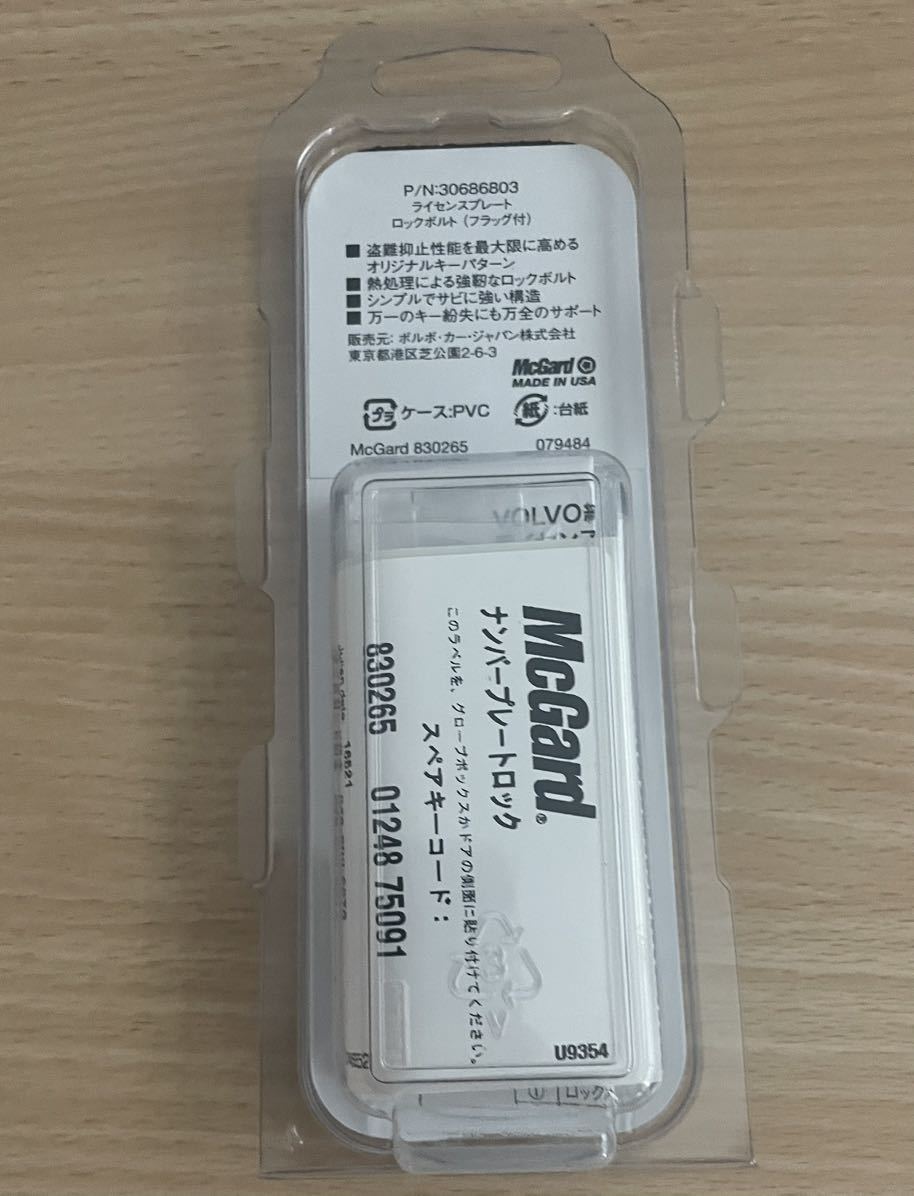 P/N:30686803
ライセンスプレート
ロックボルト（フラッグ付）
■ 盗難抑止性能を最大限に高める
オリジナルキーパターン
■ 熱処理による強靭なロックボルト
■ シンプルでサビに強い構造
■ 万一のキー紛失にも万全のサポート
販売元：ボルボ・カー・ジャパン株式会社
東京都港区芝公園2-6-3
McGard
MADE IN USA
プラ ケース：PVC 紙：台紙
McGard 830265 079484
VOLVO
McGard®
ナンバープレートロック
このラベルを、グローブボックスかドアの側面に貼り付けてください。
スペアキーコード：
830265 01248 75091
16521
U9354
ロック